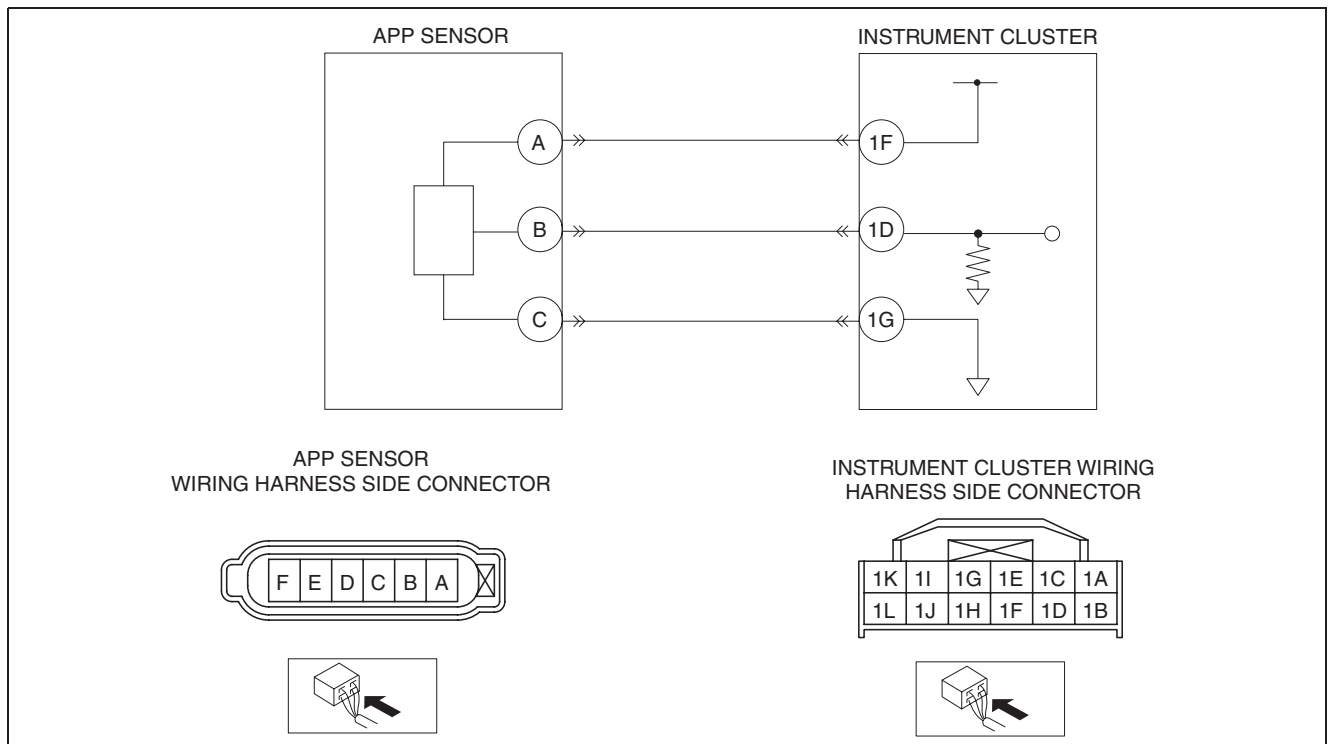 APP SENSOR
INSTRUMENT CLUSTER
A
1F
B
1D
C
1G
APP SENSOR
WIRING HARNESS SIDE CONNECTOR
INSTRUMENT CLUSTER WIRING
HARNESS SIDE CONNECTOR
F E D C B A
1K 1I 1G 1E 1C 1A
1L 1J 1H 1F 1D 1B